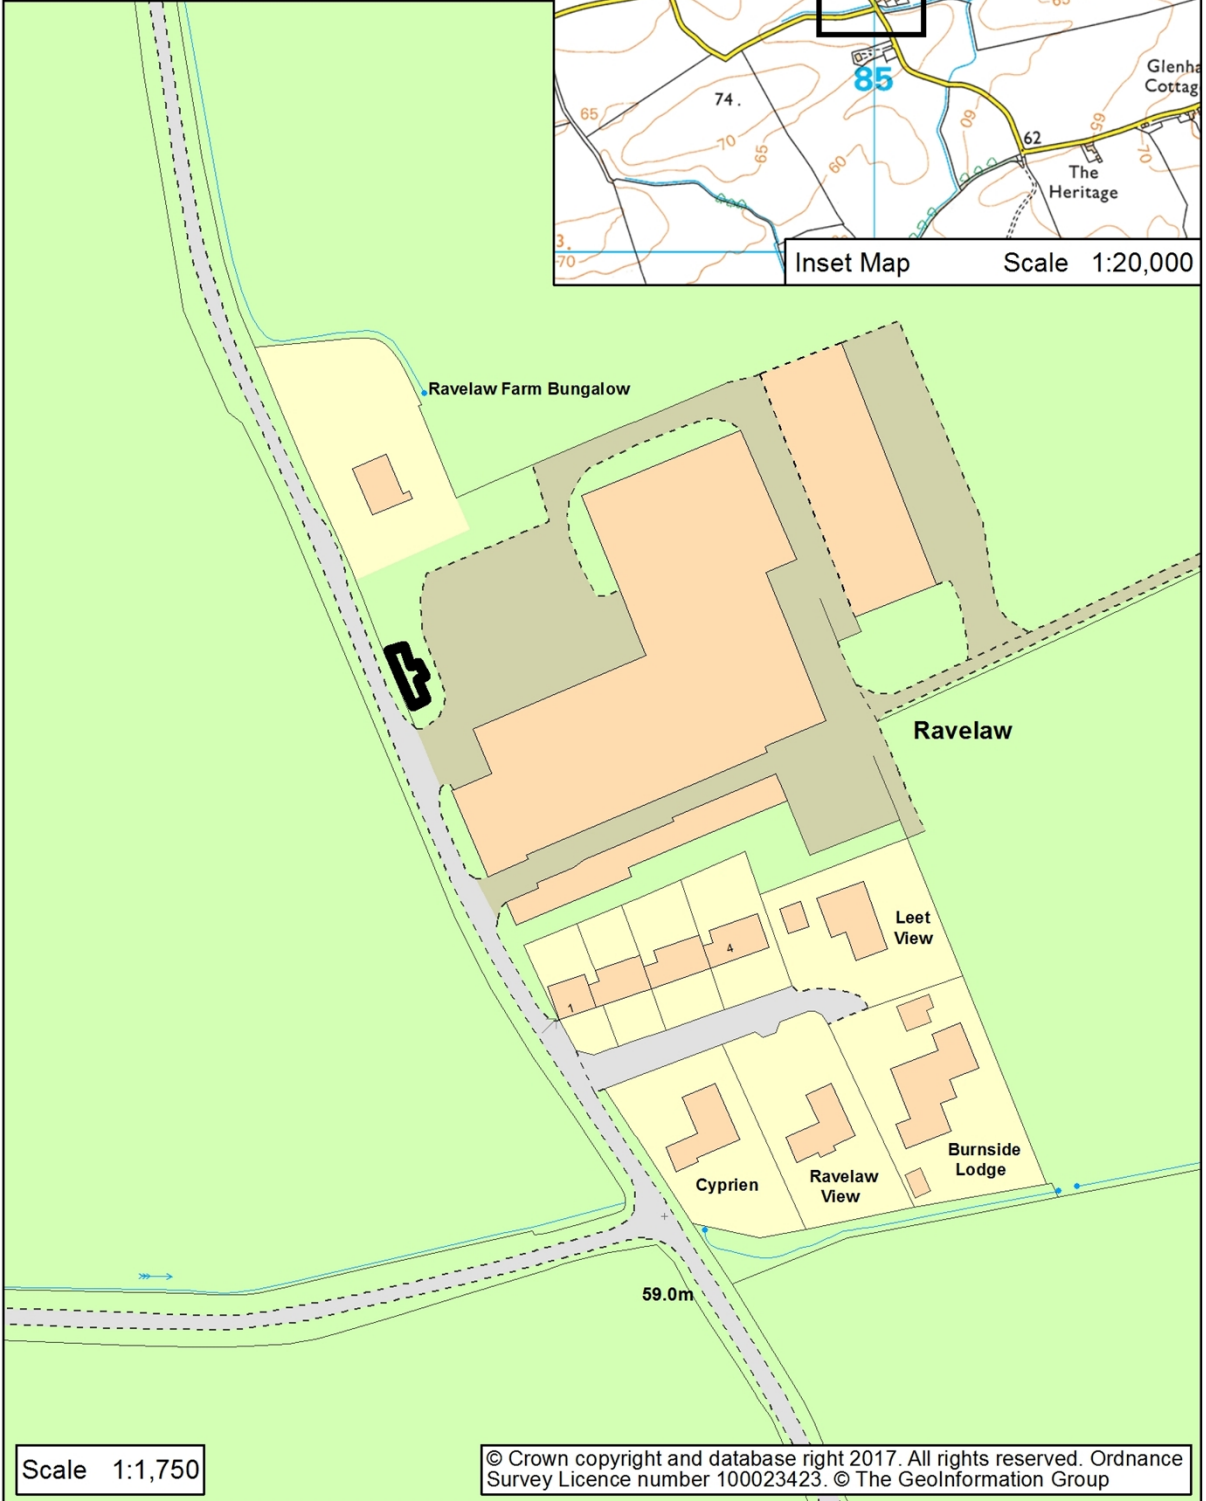 65
85
74.
Glenha
Cottag
65
60
65
62
70
65
60
70
The
Heritage
3.
70
Inset Map Scale 1:20,000
Ravelaw Farm Bungalow
Ravelaw
Leet
View
4
1
Burnside
Lodge
Cyprien
Ravelaw
View
59.0m
Scale 1:1,750
© Crown copyright and database right 2017. All rights reserved. Ordnance
Survey Licence number 100023423. © The GeoInformation Group